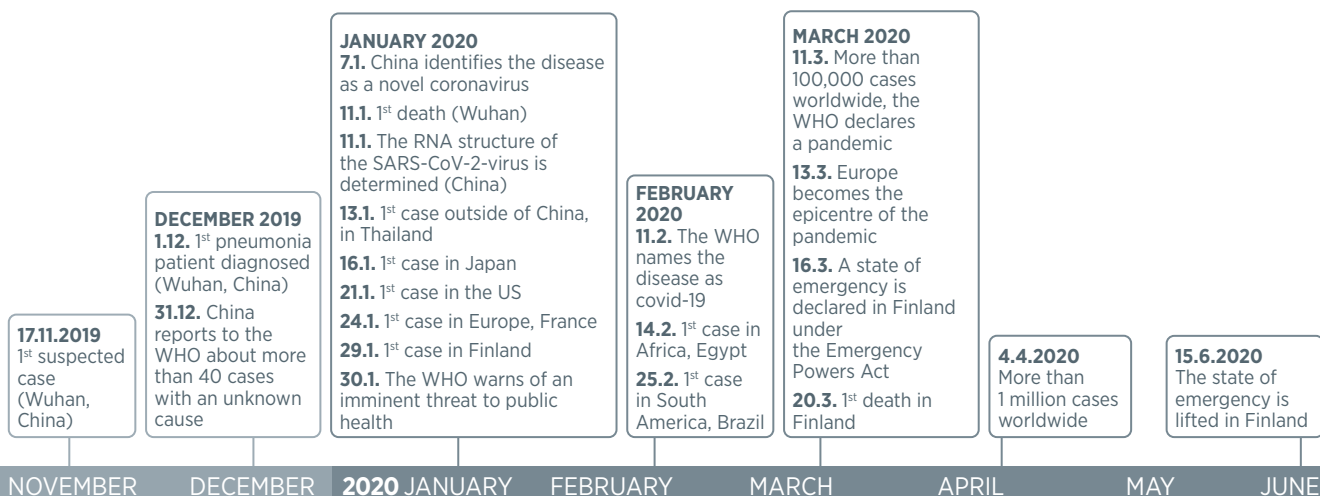 17.11.2019
1st suspected
case
(Wuhan,
China)
DECEMBER 2019
1.12. 1st pneumonia
patient diagnosed
(Wuhan, China)
31.12. China
reports to the
WHO about more
than 40 cases
with an unknown
cause
JANUARY 2020
7.1. China identifies the disease
as a novel coronavirus
11.1. 1st death (Wuhan)
11.1. The RNA structure of
the SARS-CoV-2-virus is
determined (China)
13.1. 1st case outside of China,
in Thailand
16.1. 1st case in Japan
21.1. 1st case in the US
24.1. 1st case in Europe, France
29.1. 1st case in Finland
30.1. The WHO warns of an
imminent threat to public
health
FEBRUARY
2020
11.2. The WHO
names the
disease as
covid-19
14.2. 1st case in
Africa, Egypt
25.2. 1st case
in South
America, Brazil
MARCH 2020
11.3. More than
100,000 cases
worldwide, the
WHO declares
a pandemic
13.3. Europe
becomes the
epicentre of the
pandemic
16.3. A state of
emergency is
declared in Finland
under
the Emergency
Powers Act
20.3. 1st death in
Finland
4.4.2020
More than
1 million cases
worldwide
15.6.2020
The state of
emergency is
lifted in Finland
NOVEMBER DECEMBER 2020 JANUARY FEBRUARY MARCH APRIL MAY JUNE